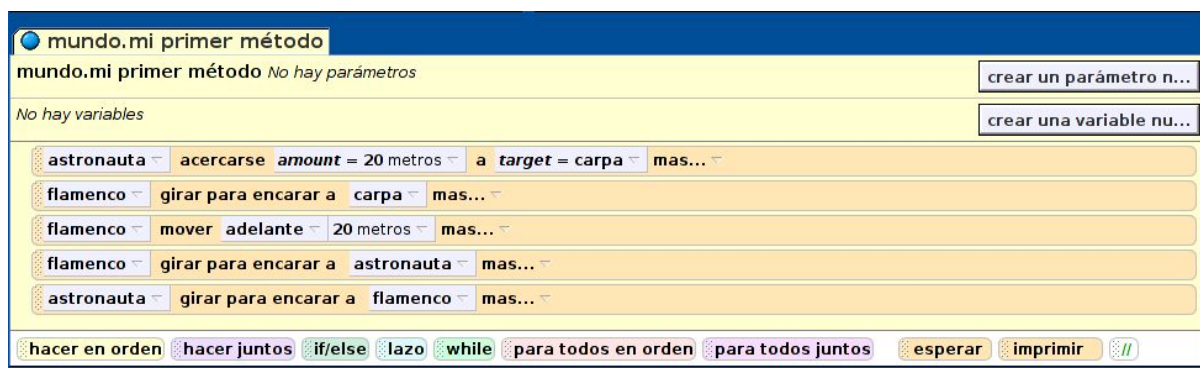 mundo.mi primer método
mundo.mi primer método No hay parámetros crear un parámetro n...
No hay variables crear una variable nu...
astronauta acercarse amount = 20 metros a target = carpa mas...
flamenco girar para encarar a carpa mas...
flamenco mover adelante 20 metros mas...
flamenco girar para encarar a astronauta mas...
astronauta girar para encarar a flamenco mas...
hacer en orden hacer juntos if/else lazo while para todos en orden para todos juntos esperar imprimir //